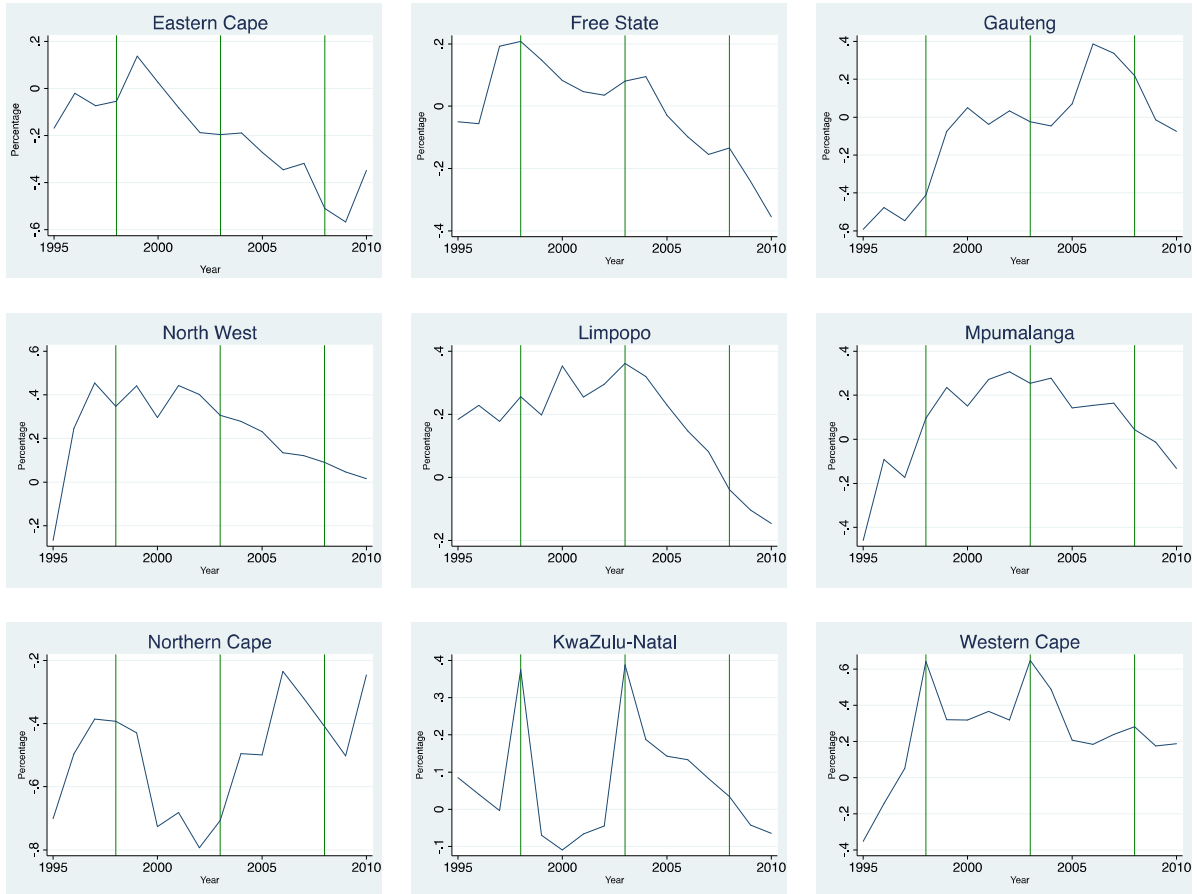 Eastern Cape
Percentage
.2
0
-.2
-.4
-.6
1995 2000 2005 2010
Year
Free State
Percentage
.2
0
-.2
-.4
1995 2000 2005 2010
Year
Gauteng
Percentage
.4
.2
0
-.2
-.4
-.6
1995 2000 2005 2010
Year
North West
Percentage
.6
.4
.2
0
-.2
1995 2000 2005 2010
Year
Limpopo
Percentage
.4
.2
0
-.2
1995 2000 2005 2010
Year
Mpumalanga
Percentage
.4
.2
0
-.2
-.4
1995 2000 2005 2010
Year
Northern Cape
Percentage
-.2
-.4
-.6
-.8
1995 2000 2005 2010
Year
KwaZulu-Natal
Percentage
.4
.3
.2
.1
0
-.1
1995 2000 2005 2010
Year
Western Cape
Percentage
.6
.4
.2
0
-.2
-.4
1995 2000 2005 2010
Year